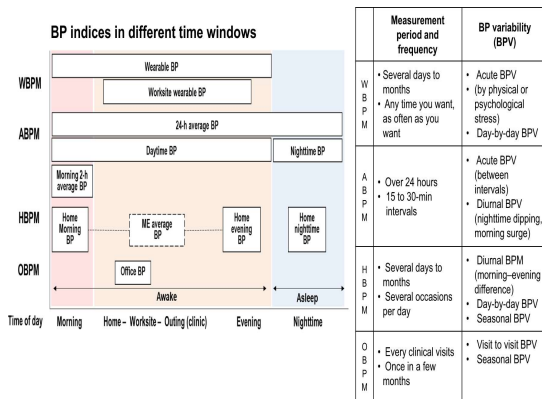 BP indices in different time windows
WBPM
Wearable BP
Worksite wearable BP
ABPM
24-h average BP
Daytime BP
Nighttime BP
Morning 2-h
average BP
HBPM
Home
Morning
BP
ME average
BP
Home
evening
BP
Home
nighttime
BP
OBPM
Office BP
Awake
Asleep
Time of day
Morning
Home – Worksite – Outing (clinic)
Evening
Nighttime
Measurement
period and
frequency
BP variability
(BPV)
W
B
P
M
• Several days to
months
• Any time you want,
as often as you
want
• Acute BPV
• (by physical or
psychological
stress)
• Day-by-day BPV
A
B
P
M
• Over 24 hours
• 15 to 30-min
intervals
• Acute BPV
(between
intervals)
• Diurnal BPV
(nighttime dipping,
morning surge)
H
B
P
M
• Several days to
months
• Several occasions
per day
• Diurnal BPM
(morning–evening
difference)
• Day-by-day BPV
• Seasonal BPV
O
B
P
M
• Every clinical visits
• Once in a few
months
• Visit to visit BPV
• Seasonal BPV